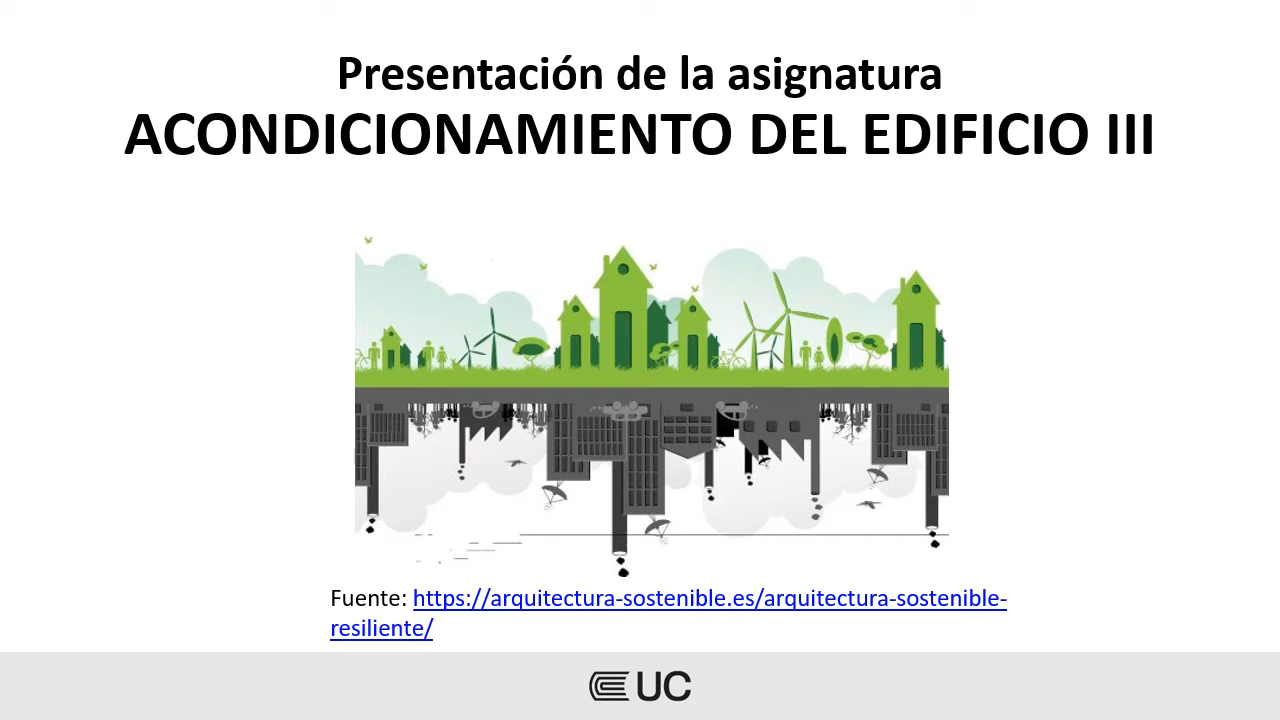 Presentación de la asignatura
ACONDICIONAMIENTO DEL EDIFICIO III
Fuente: https://arquitectura-sostenible.es/arquitectura-sostenible-
resiliente/
UC